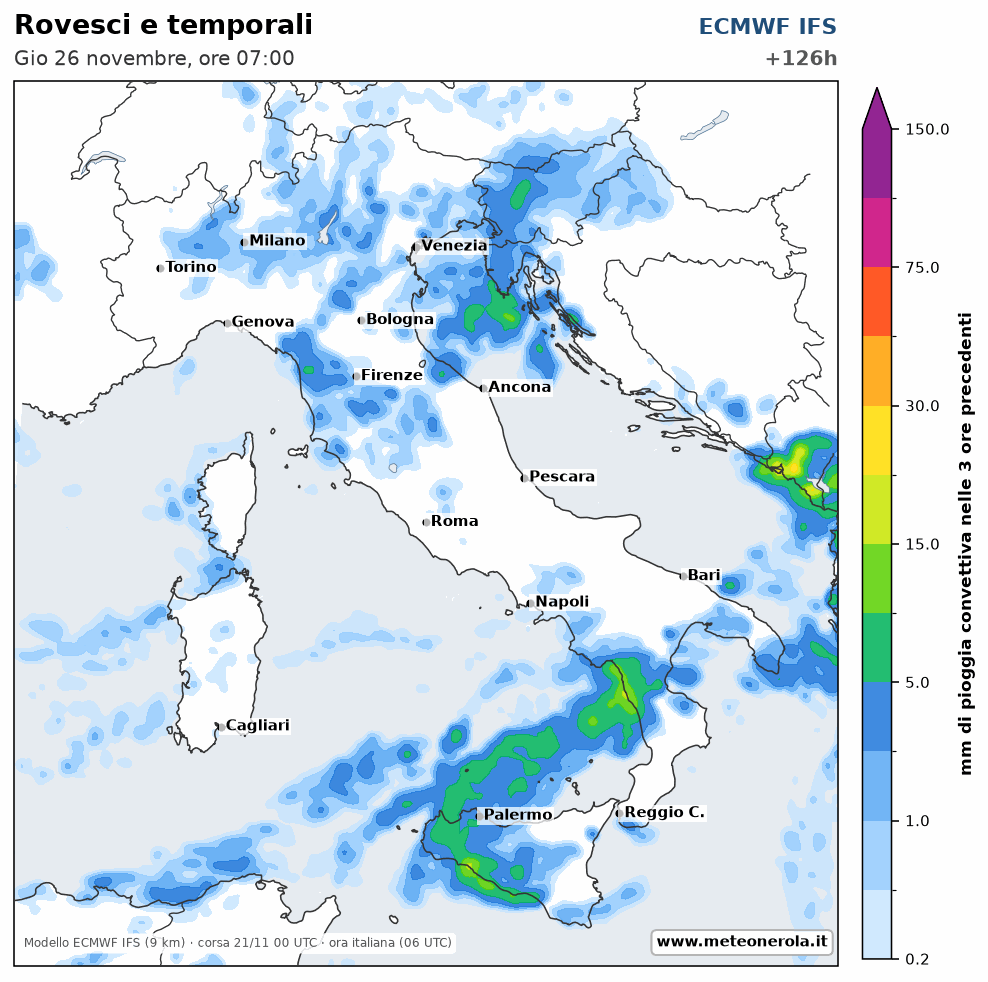 Rovesci e temporali
ECMWF IFS
Gio 26 novembre, ore 07:00
+126h
150.0
75.0
30.0
15.0
5.0
1.0
0.2
mm di pioggia convettiva nelle 3 ore precedenti
Milano
Venezia
Torino
Genova
Bologna
Firenze
Ancona
Pescara
Roma
Bari
Napoli
Cagliari
Palermo
Reggio C.
Modello ECMWF IFS (9 km) · corsa 21/11 00 UTC · ora italiana (06 UTC)
www.meteonerola.it